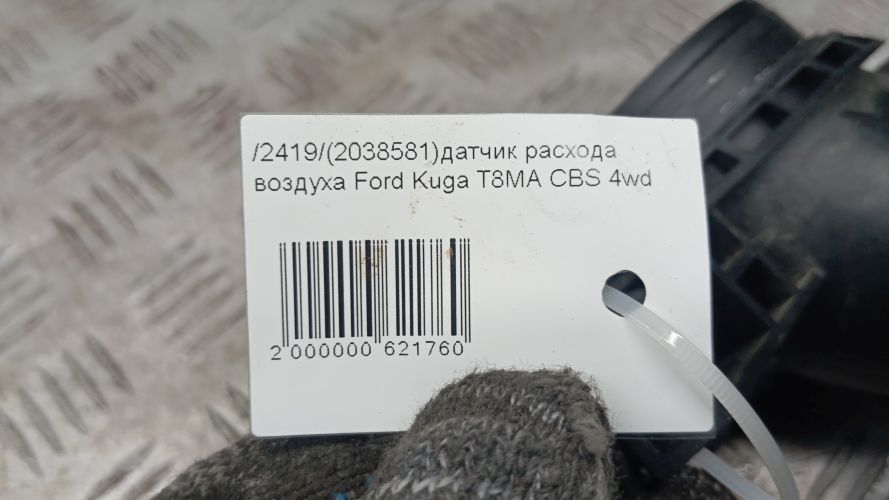 /2419/(2038581)датчик расхода
воздуха Ford Kuga T8MA CBS 4wd
2 000000 621760